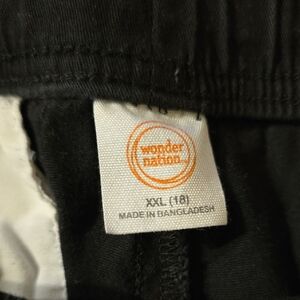 wonder
nation
XXL (18)
MADE IN BANGLADESH